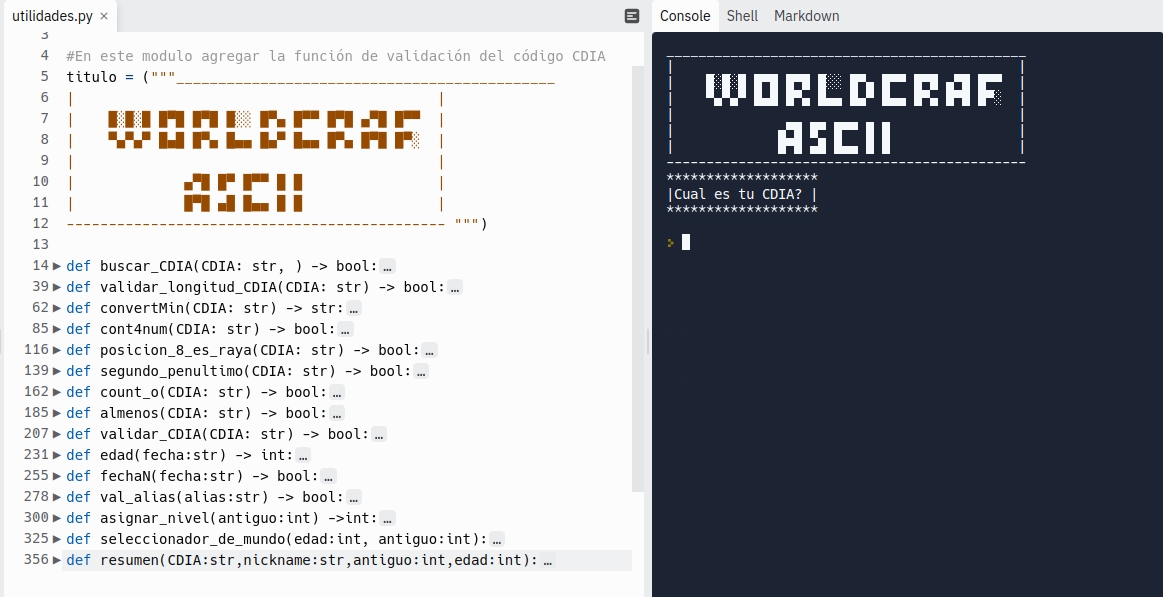 utilidades.py ×
Console Shell Markdown
3
4 #En este modulo agregar la función de validación del código CDIA
5 titulo = ("""_____________________________________________
6 | |
7 | |
8 | |
9 | |
10 | |
11 | |
12 --------------------------------------------- """)
13
14 def buscar_CDIA(CDIA: str, ) -> bool:…
39 def validar_longitud_CDIA(CDIA: str) -> bool:…
62 def convertMin(CDIA: str) -> str:…
85 def cont4num(CDIA: str) -> bool:…
116 def posicion_8_es_raya(CDIA: str) -> bool:…
139 def segundo_penultimo(CDIA: str) -> bool:…
162 def count_o(CDIA: str) -> bool:…
185 def almenos(CDIA: str) -> bool:…
207 def validar_CDIA(CDIA: str) -> bool:…
231 def edad(fecha:str) -> int:…
255 def fechaN(fecha:str) -> bool:…
278 def val_alias(alias:str) -> bool:…
300 def asignar_nivel(antiguo:int) ->int:…
325 def seleccionador_de_mundo(edad:int, antiguo:int):…
356 def resumen(CDIA:str,nickname:str,antiguo:int,edad:int):…
WORLDCRAF
ASCII
*******************
|Cual es tu CDIA? |
*******************
>